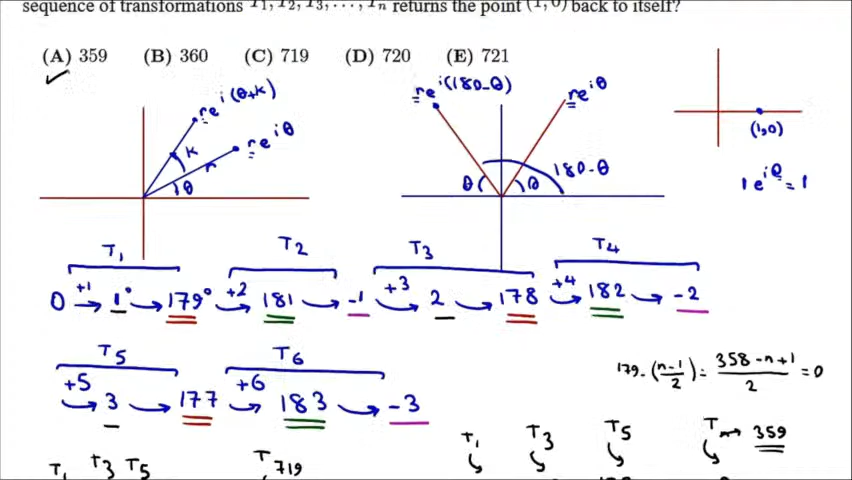 sequence of transformations T₁, T₂, T₃, . . . , Tₙ returns the point (1, 0) back to itself?
(A) 359 (B) 360 (C) 719 (D) 720 (E) 721
re^i(θ+k) re^iθ K r θ
re^i(180-θ) re^iθ θ θ 180-θ
(1,0)
1e^iθ = 1
T₁ T₂ T₃ T₄
0 +1→ 1° → 179° +2→ 181 → -1 +3→ 2 → 178 +4→ 182 → -2
T₅ T₆
+5→ 3 → 177 +6→ 183 → -3
179 - (n-1/2) = 358-n+1/2 = 0
T₁ T₃ T₅ Tₙ → 359
T₁ T₃ T₅ T₇₁₉